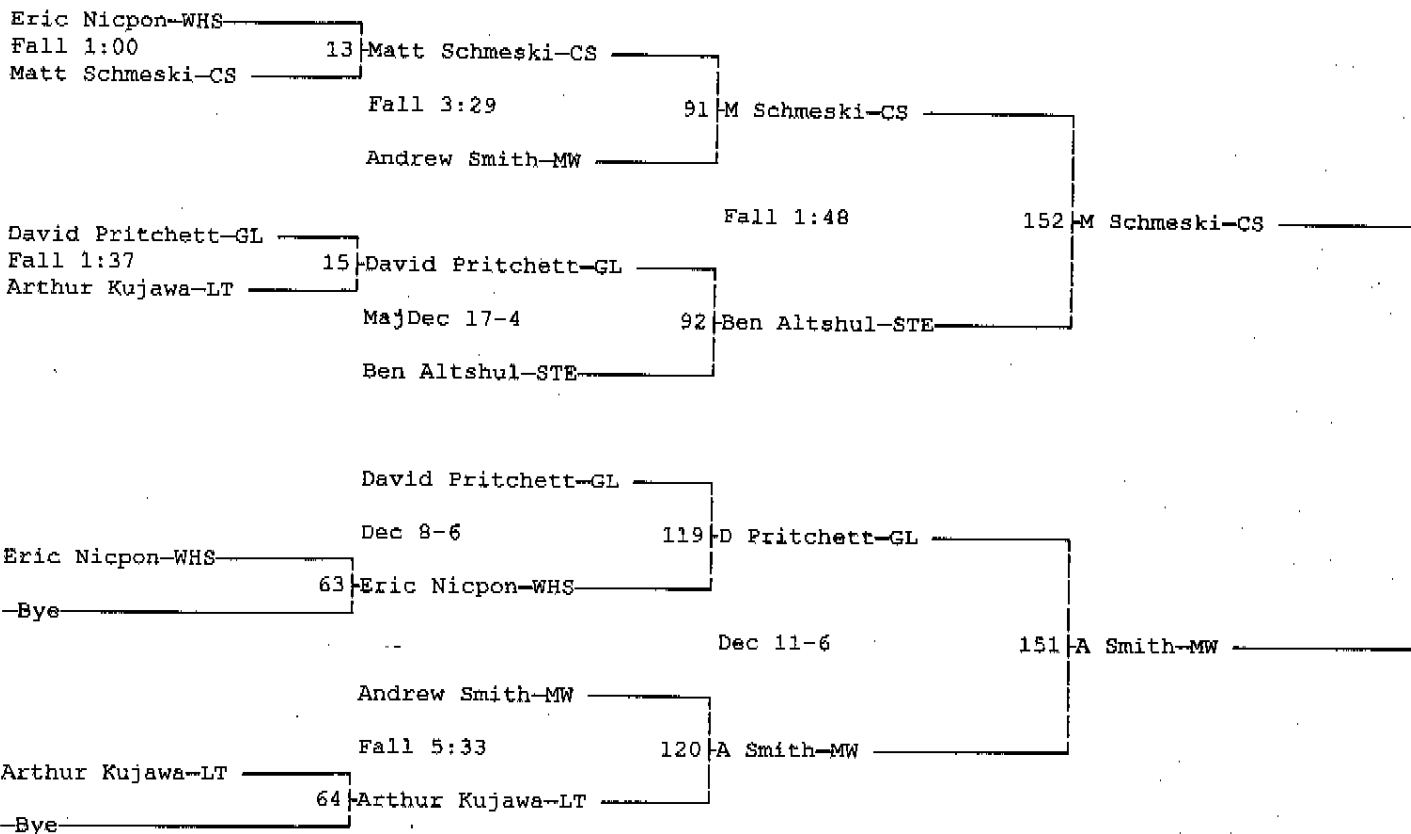 Eric Nicpon-WHS
Fall 1:00
13 Matt Schmeski-CS
Matt Schmeski-CS
Fall 3:29
91 M Schmeski-CS
Andrew Smith-MW
Fall 1:48
152 M Schmeski-CS
David Pritchett-GL
Fall 1:37
15 David Pritchett-GL
Arthur Kujawa-LT
MajDec 17-4
92 Ben Altshul-STE
Ben Altshul-STE
David Pritchett-GL
Dec 8-6
119 D Pritchett-GL
Eric Nicpon-WHS
63 Eric Nicpon-WHS
-Bye
Dec 11-6
151 A Smith-MW
Andrew Smith-MW
Fall 5:33
120 A Smith-MW
Arthur Kujawa-LT
64 Arthur Kujawa-LT
-Bye